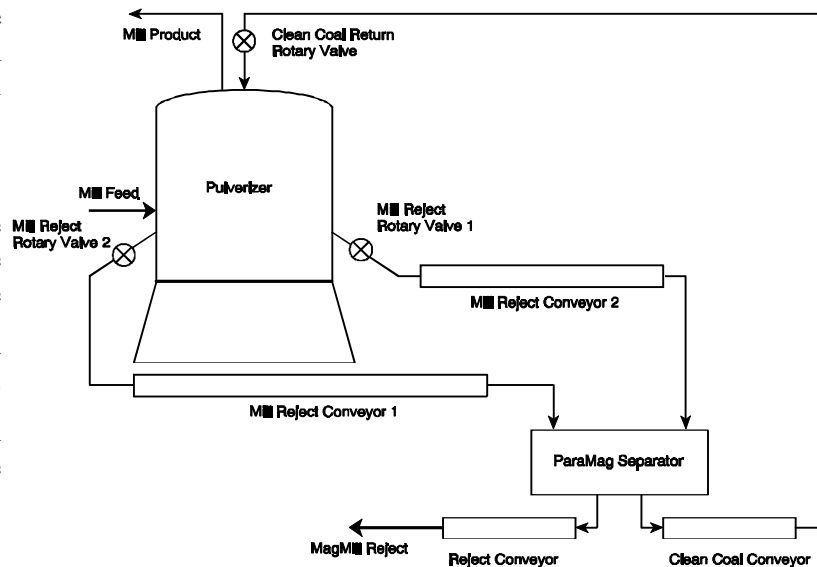 Mill Product
Clean Coal Return
Rotary Valve
Pulverizer
Mill Feed
Mill Reject
Rotary Valve 2
Mill Reject
Rotary Valve 1
Mill Reject Conveyor 2
Mill Reject Conveyor 1
ParaMag Separator
MagMill Reject
Reject Conveyor
Clean Coal Conveyor